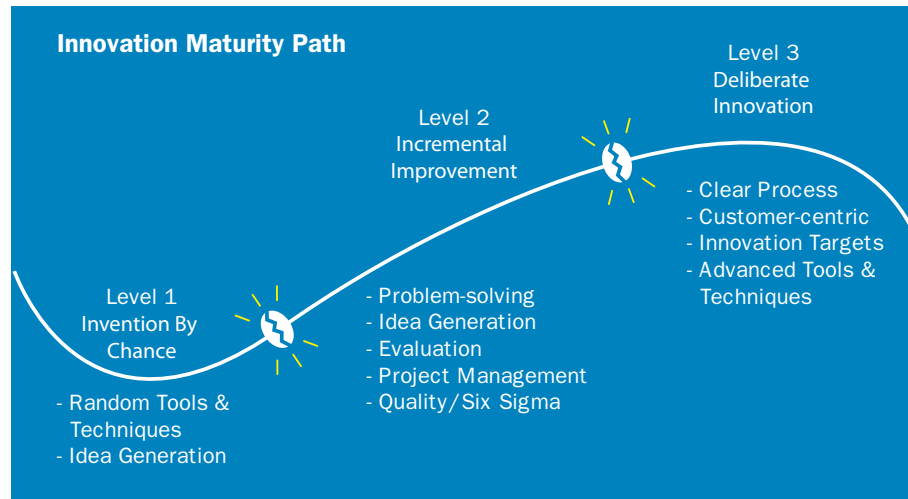 Innovation Maturity Path
Level 1
Invention By
Chance
- Random Tools &
Techniques
- Idea Generation
Level 2
Incremental
Improvement
- Problem-solving
- Idea Generation
- Evaluation
- Project Management
- Quality/Six Sigma
Level 3
Deliberate
Innovation
- Clear Process
- Customer-centric
- Innovation Targets
- Advanced Tools &
Techniques